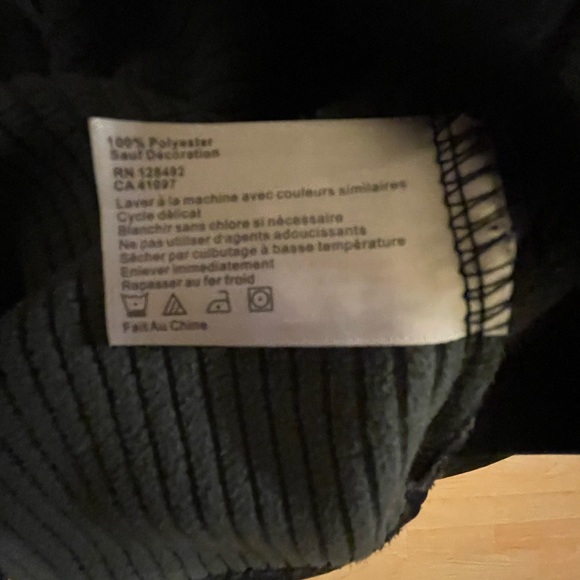 100% Polyester
Sauf Décoration
RN 128492
CA 41097
Laver à la machine avec couleurs similaires
Cycle délicat
Blanchir sans chlore si nécessaire
Ne pas utiliser d'agents adoucissants
Sécher par culbutage à basse température
Enlever immediatement
Repasser au fer froid
Fait Au Chine